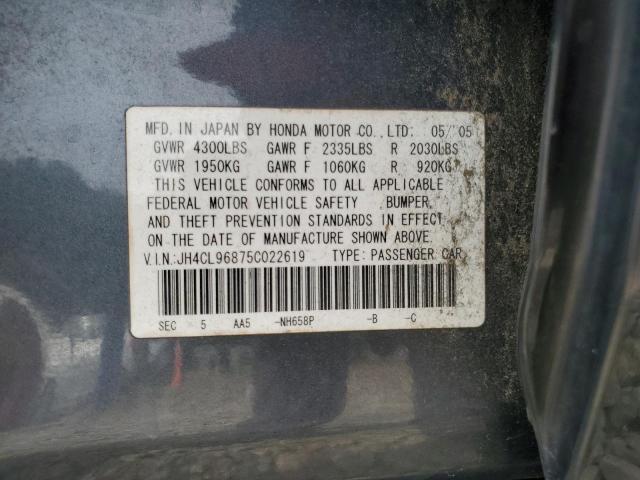 MFD. IN JAPAN BY HONDA MOTOR CO., LTD: 05/'05
GVWR 4300LBS GAWR F 2335LBS R 2030LBS
GVWR 1950KG GAWR F 1060KG R 920KG
THIS VEHICLE CONFORMS TO ALL APPLICABLE
FEDERAL MOTOR VEHICLE SAFETY, BUMPER,
AND THEFT PREVENTION STANDARDS IN EFFECT
ON THE DATE OF MANUFACTURE SHOWN ABOVE.
V.I.N:JH4CL96875C022619 TYPE: PASSENGER CAR
SEC 5 AA5 -NH658P -B -C